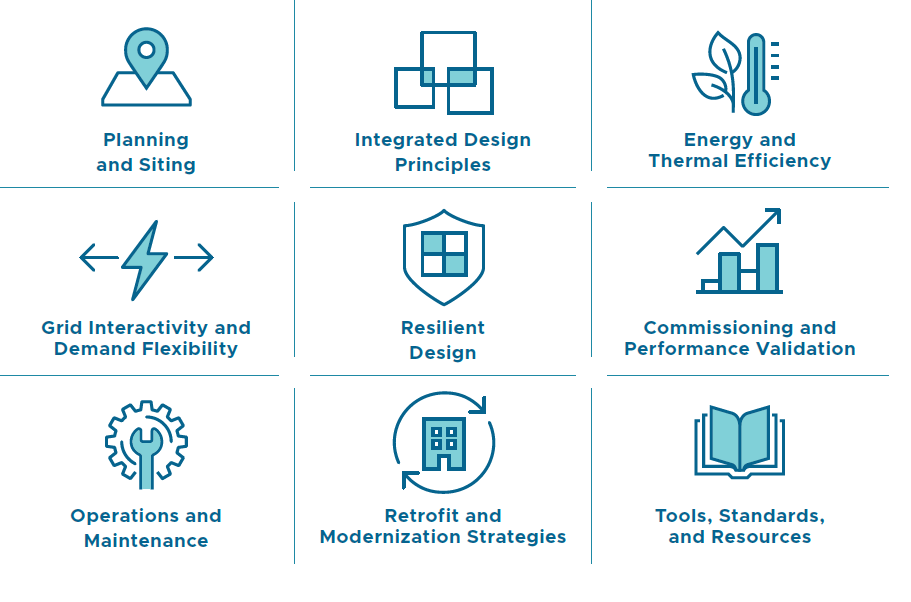 Planning
and Siting
Integrated Design
Principles
Energy and
Thermal Efficiency
Grid Interactivity and
Demand Flexibility
Resilient
Design
Commissioning and
Performance Validation
Operations and
Maintenance
Retrofit and
Modernization Strategies
Tools, Standards,
and Resources